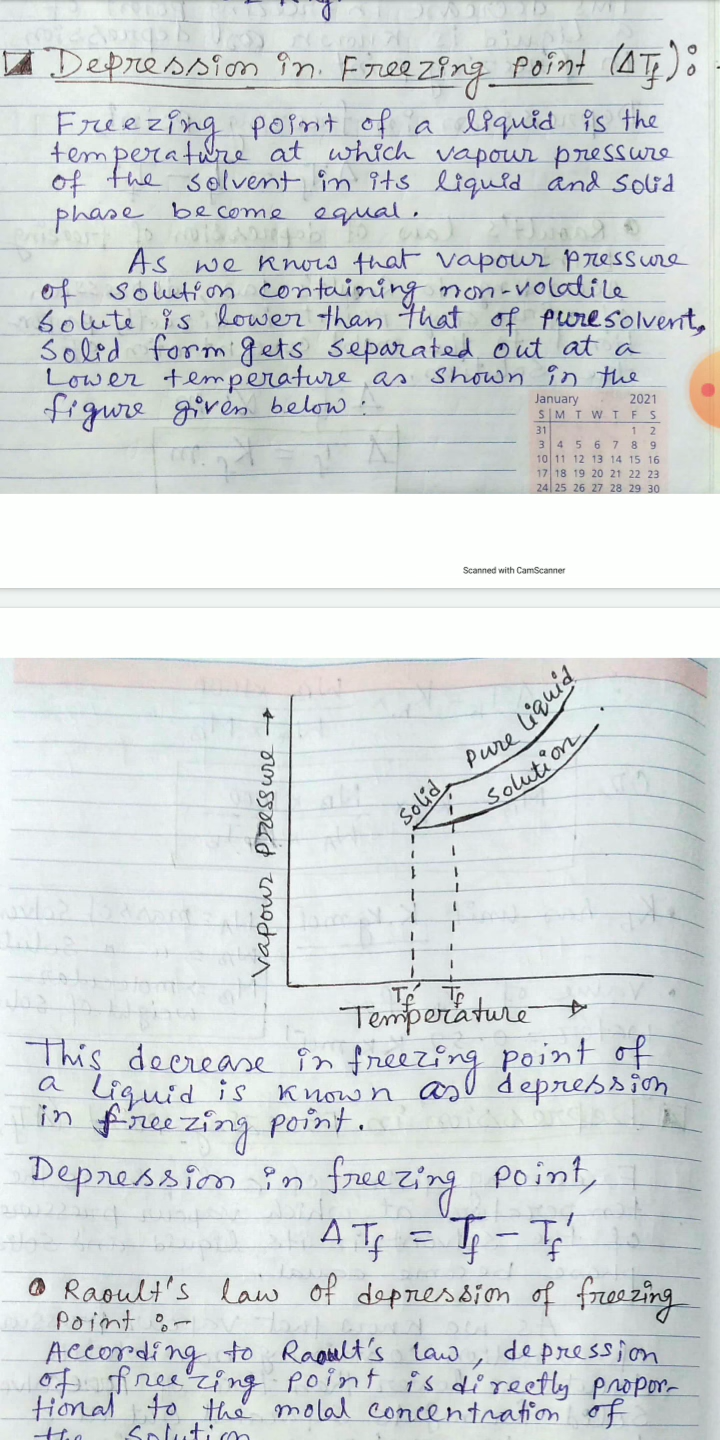 Depression in. Freezing Point (ΔTf) :
Freezing point of a liquid is the
temperature at which vapour pressure
of the solvent in its liquid and solid
phase become equal.
As we know that vapour pressure
of solution containing non-volatile
solute is lower than that of pure solvent,
solid form gets separated out at a
Lower temperature as shown in the
figure given below :
January 2021
S M T W T F S
31 1 2
3 4 5 6 7 8 9
10 11 12 13 14 15 16
17 18 19 20 21 22 23
24 25 26 27 28 29 30
Scanned with CamScanner
Vapour pressure →
solid
pure liquid
solution
Tf' Tf
Temperature →
This decrease in freezing point of
a liquid is known as depression
in freezing point.
Depression in freezing point,
ΔTf = Tf - Tf'
Raoult's law of depression of freezing
Point :-
According to Raoult's law, depression
of freezing point is directly propor-
tional to the molal concentration of
the solution